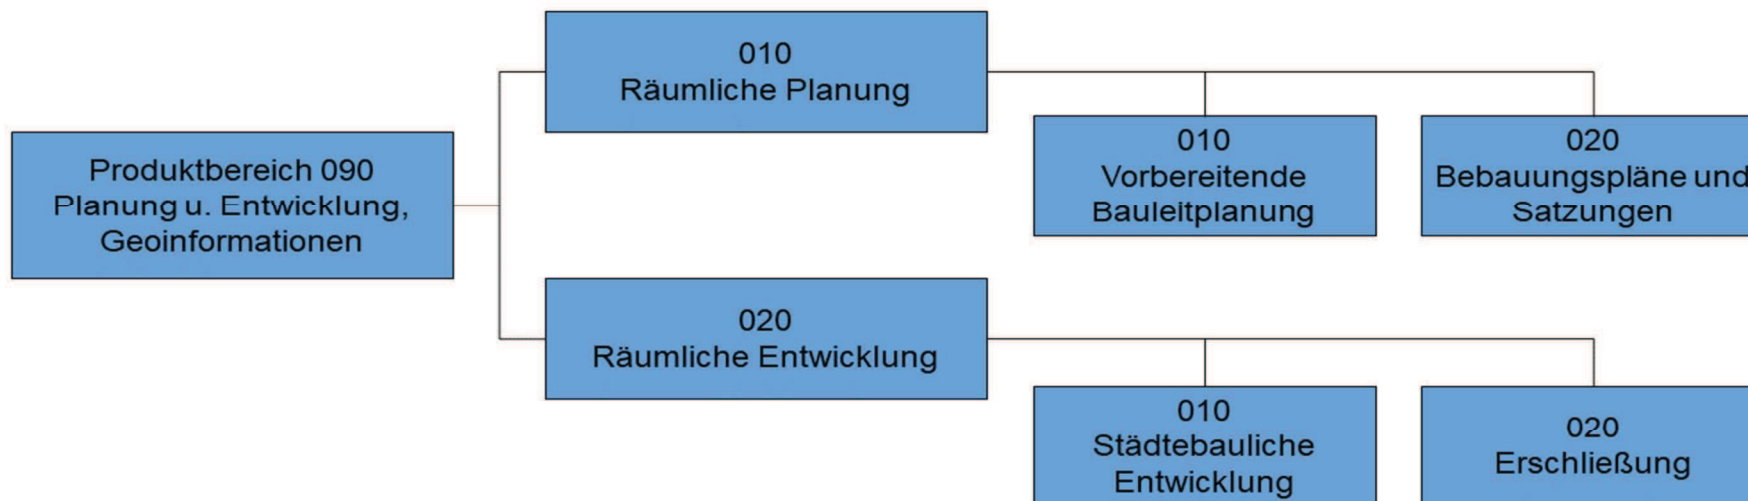 Produktbereich 090
Planung u. Entwicklung,
Geoinformationen
010
Räumliche Planung
010
Vorbereitende
Bauleitplanung
020
Bebauungspläne und
Satzungen
020
Räumliche Entwicklung
010
Städtebauliche
Entwicklung
020
Erschließung